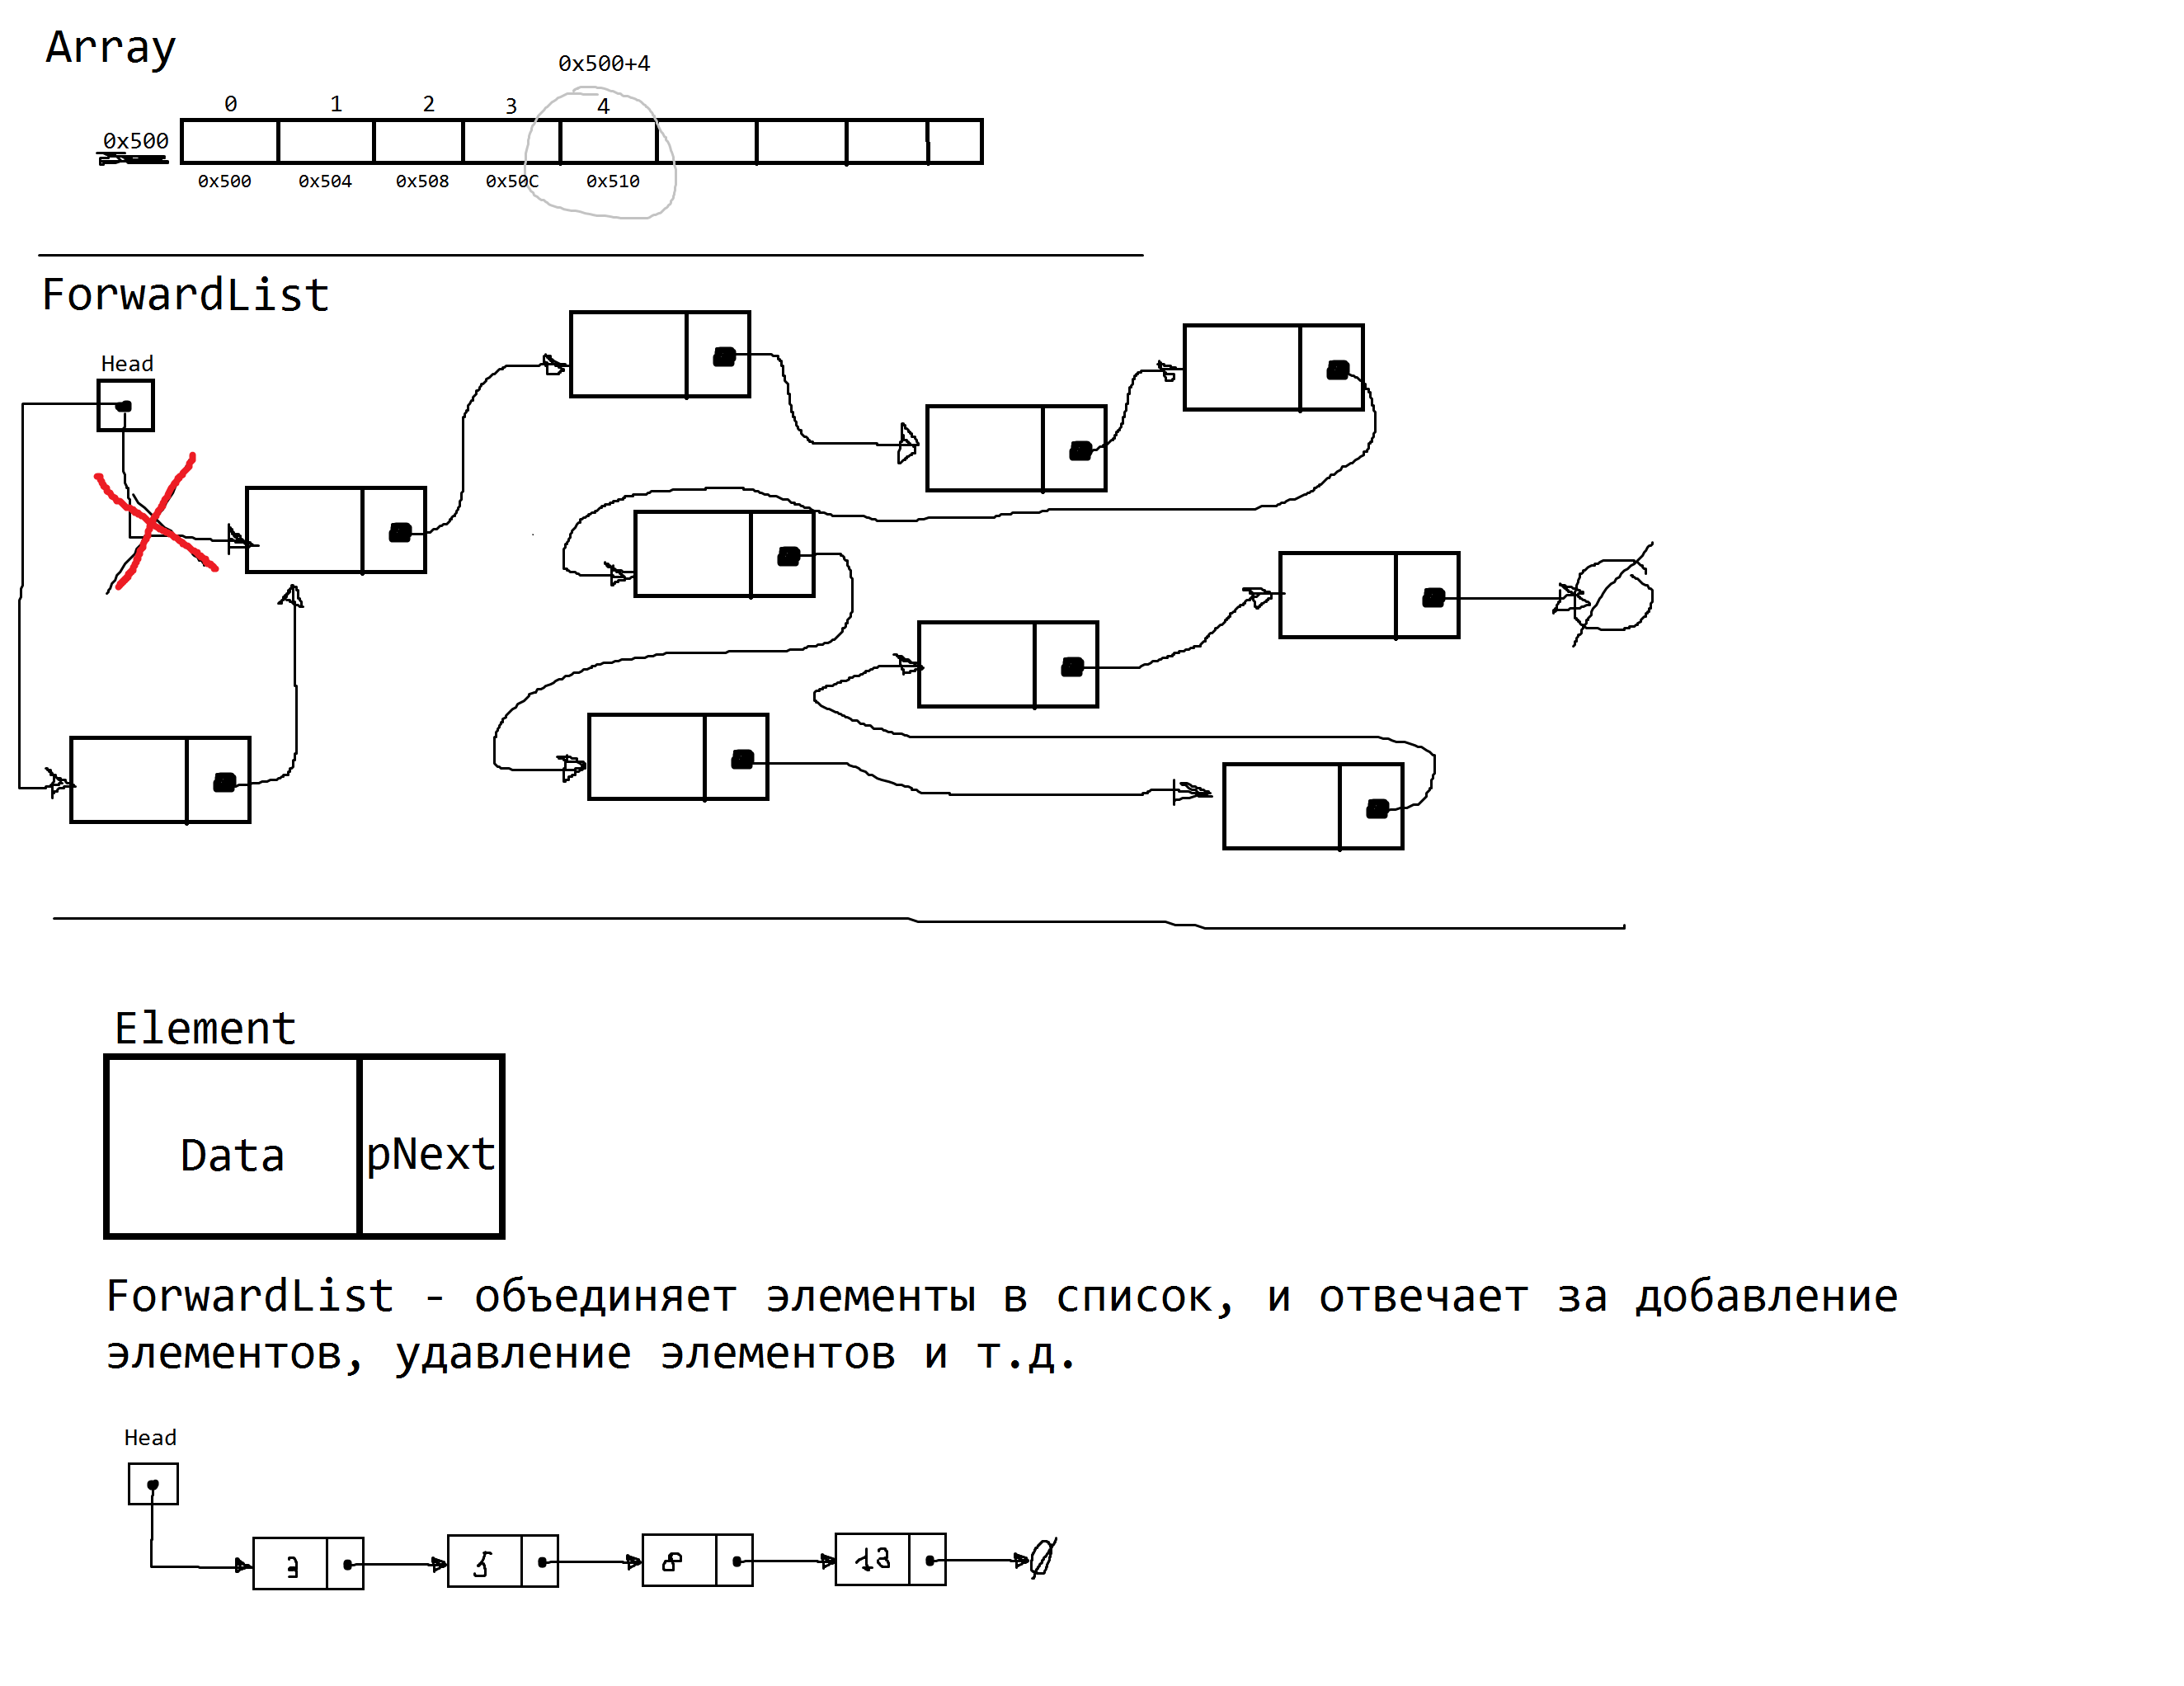 Array
0x500+4
0 1 2 3 4
0x500
0x500 0x504 0x508 0x50C 0x510
ForwardList
Head
Element
Data pNext
ForwardList - объединяет элементы в список, и отвечает за добавление
элементов, удавление элементов и т.д.
Head
3 5 8 13